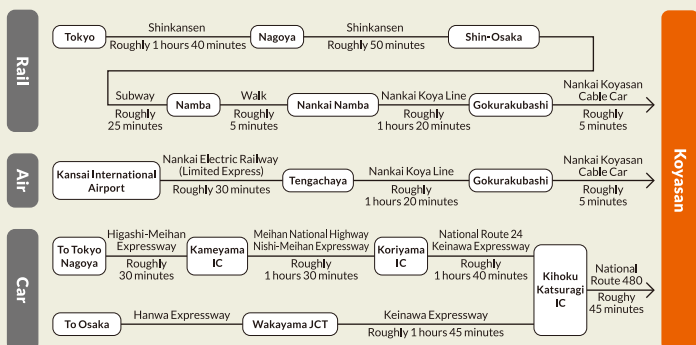 Rail
Tokyo
Shinkansen
Roughly 1 hours 40 minutes
Nagoya
Shinkansen
Roughly 50 minutes
Shin-Osaka
Subway
Roughly
25 minutes
Namba
Walk
Roughly
5 minutes
Nankai Namba
Nankai Koya Line
Roughly
1 hours 20 minutes
Gokurakubashi
Nankai Koyasan
Cable Car
Roughly
5 minutes
Air
Kansai International
Airport
Nankai Electric Railway
(Limited Express)
Roughly 30 minutes
Tengachaya
Nankai Koya Line
Roughly
1 hours 20 minutes
Gokurakubashi
Nankai Koyasan
Cable Car
Roughly
5 minutes
Car
To Tokyo
Nagoya
Higashi-Meihan
Expressway
Roughly
30 minutes
Kameyama
IC
Meihan National Highway
Nishi-Meihan Expressway
Roughly
1 hours 30 minutes
Koriyama
IC
National Route 24
Keinawa Expressway
Roughly
1 hours 40 minutes
Kihoku
Katsuragi
IC
National
Route 480
Roughy
45 minutes
To Osaka
Hanwa Expressway
Wakayama JCT
Keinawa Expressway
Roughly 1 hours 45 minutes
Koyasan